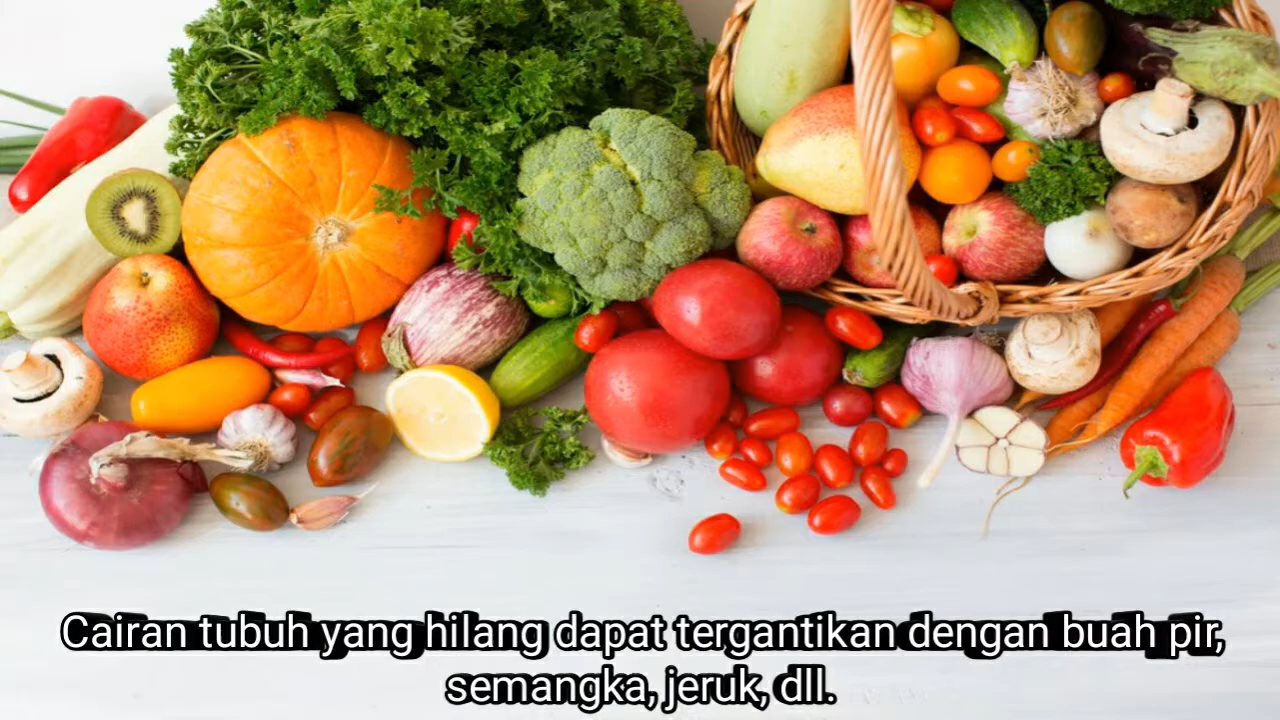 Cairan tubuh yang hilang dapat tergantikan dengan buah pir,
semangka, jeruk, dll.